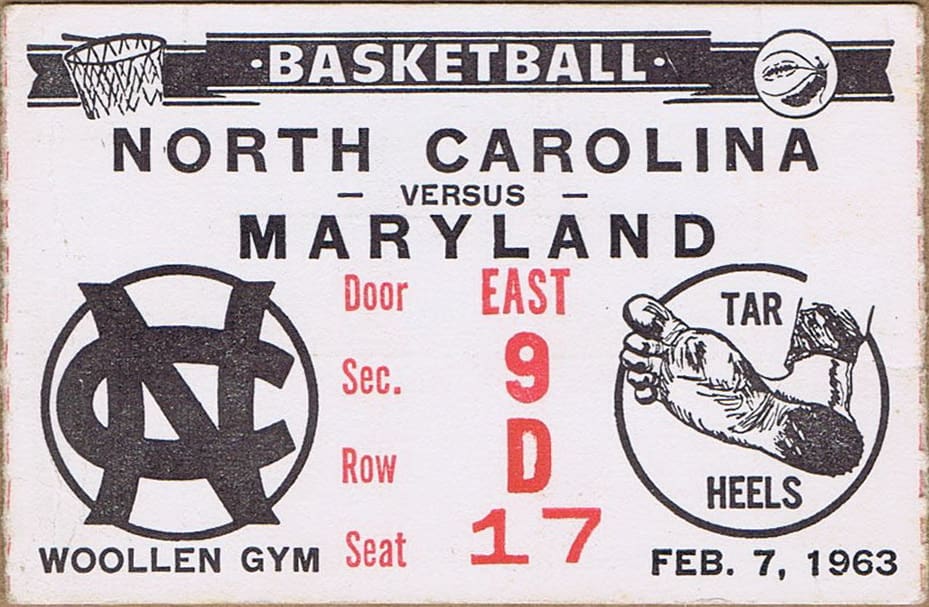 ·BASKETBALL·
NORTH CAROLINA
– VERSUS –
MARYLAND
Door EAST
Sec. 9
Row D
Seat 17
NC
WOOLLEN GYM
TAR
HEELS
FEB. 7, 1963